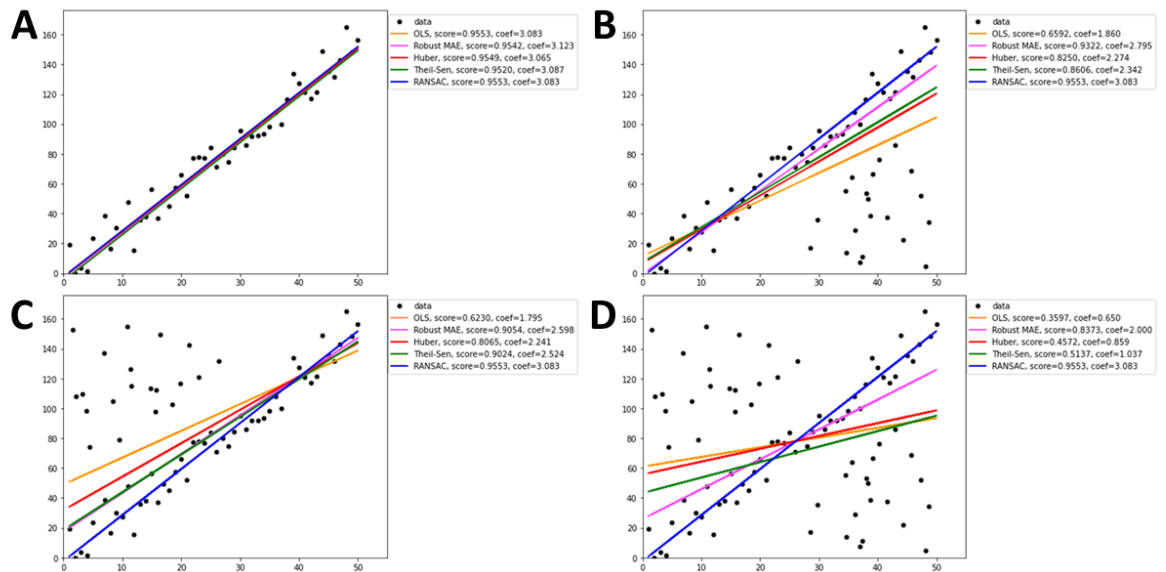 A
data
OLS, score=0.9553, coef=3.083
Robust MAE, score=0.9542, coef=3.123
Huber, score=0.9549, coef=3.065
Theil-Sen, score=0.9520, coef=3.087
RANSAC, score=0.9553, coef=3.083
160
140
120
100
80
60
40
20
0
0 10 20 30 40 50
B
data
OLS, score=0.6592, coef=1.860
Robust MAE, score=0.9322, coef=2.795
Huber, score=0.8250, coef=2.274
Theil-Sen, score=0.8606, coef=2.342
RANSAC, score=0.9553, coef=3.083
160
140
120
100
80
60
40
20
0
0 10 20 30 40 50
C
data
OLS, score=0.6230, coef=1.795
Robust MAE, score=0.9054, coef=2.598
Huber, score=0.8065, coef=2.241
Theil-Sen, score=0.9024, coef=2.524
RANSAC, score=0.9553, coef=3.083
160
140
120
100
80
60
40
20
0
0 10 20 30 40 50
D
data
OLS, score=0.3597, coef=0.650
Robust MAE, score=0.8373, coef=2.000
Huber, score=0.4572, coef=0.859
Theil-Sen, score=0.5137, coef=1.037
RANSAC, score=0.9553, coef=3.083
160
140
120
100
80
60
40
20
0
0 10 20 30 40 50